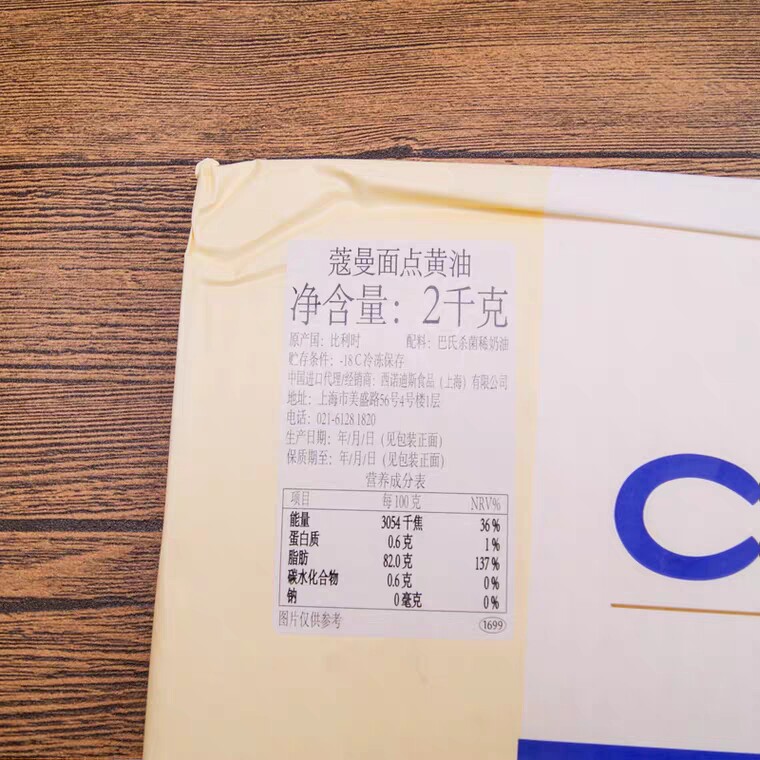 蔻曼面点黄油
净含量：2千克
原产国：比利时 配料：巴氏杀菌稀奶油
贮存条件：-18C冷冻保存
中国进口代理/经销商：西诺迪斯食品（上海）有限公司
地址：上海市美盛路56号4号楼1层
电话：021-6128 1820
生产日期：年/月/日（见包装正面）
保质期至：年/月/日（见包装正面）
营养成分表
项目 每100克 NRV%
能量 3054千焦 36%
蛋白质 0.6克 1%
脂肪 82.0克 137%
碳水化合物 0.6克 0%
钠 0毫克 0%
图片仅供参考 1699
C